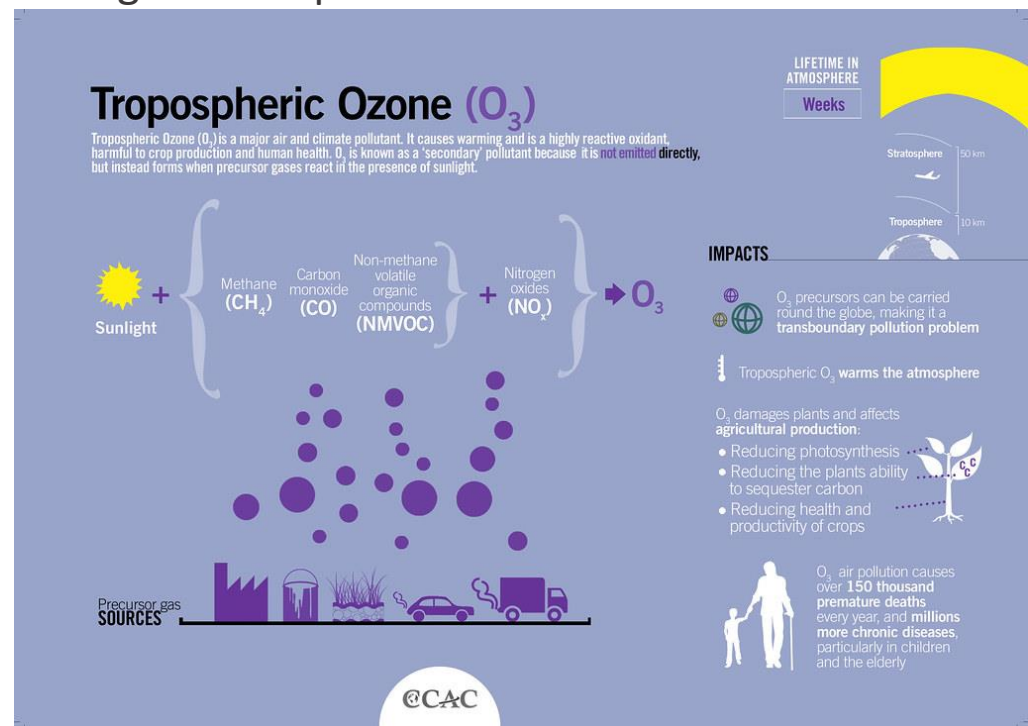 Tropospheric Ozone (O₃)
Tropospheric Ozone (O₃) is a major air and climate pollutant. It causes warming and is a highly reactive oxidant,
harmful to crop production and human health. O₃ is known as a 'secondary' pollutant because it is not emitted directly,
but instead forms when precursor gases react in the presence of sunlight.
LIFETIME IN
ATMOSPHERE
Weeks
Stratosphere
50 km
Troposphere
10 km
Sunlight
+
Methane
(CH₄)
Carbon
monoxide
(CO)
Non-methane
volatile
organic
compounds
(NMVOC)
+
Nitrogen
oxides
(NOₓ)
O₃
Precursor gas
SOURCES
IMPACTS
O₃ precursors can be carried
round the globe, making it a
transboundary pollution problem
Tropospheric O₃ warms the atmosphere
O₃ damages plants and affects
agricultural production:
• Reducing photosynthesis
• Reducing the plants ability
to sequester carbon
• Reducing health and
productivity of crops
C C
C
O₃ air pollution causes
over 150 thousand
premature deaths
every year, and millions
more chronic diseases,
particularly in children
and the elderly
CCAC